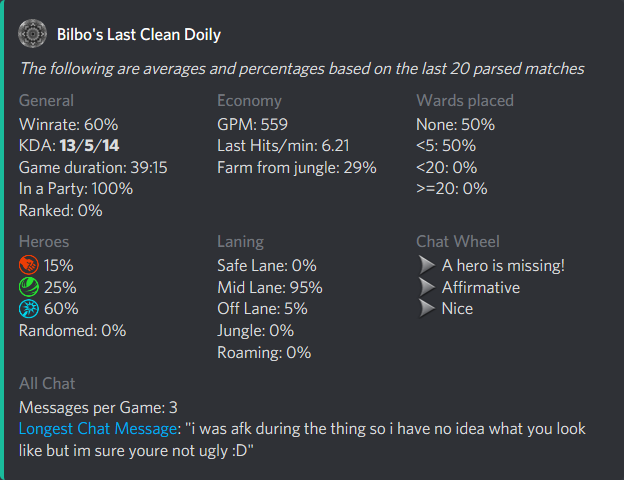 Bilbo's Last Clean Doily
The following are averages and percentages based on the last 20 parsed matches
General
Winrate: 60%
KDA: 13/5/14
Game duration: 39:15
In a Party: 100%
Ranked: 0%
Economy
GPM: 559
Last Hits/min: 6.21
Farm from jungle: 29%
Wards placed
None: 50%
<5: 50%
<20: 0%
>=20: 0%
Heroes
15%
25%
60%
Randomed: 0%
Laning
Safe Lane: 0%
Mid Lane: 95%
Off Lane: 5%
Jungle: 0%
Roaming: 0%
Chat Wheel
A hero is missing!
Affirmative
Nice
All Chat
Messages per Game: 3
Longest Chat Message: "i was afk during the thing so i have no idea what you look
like but im sure youre not ugly :D"